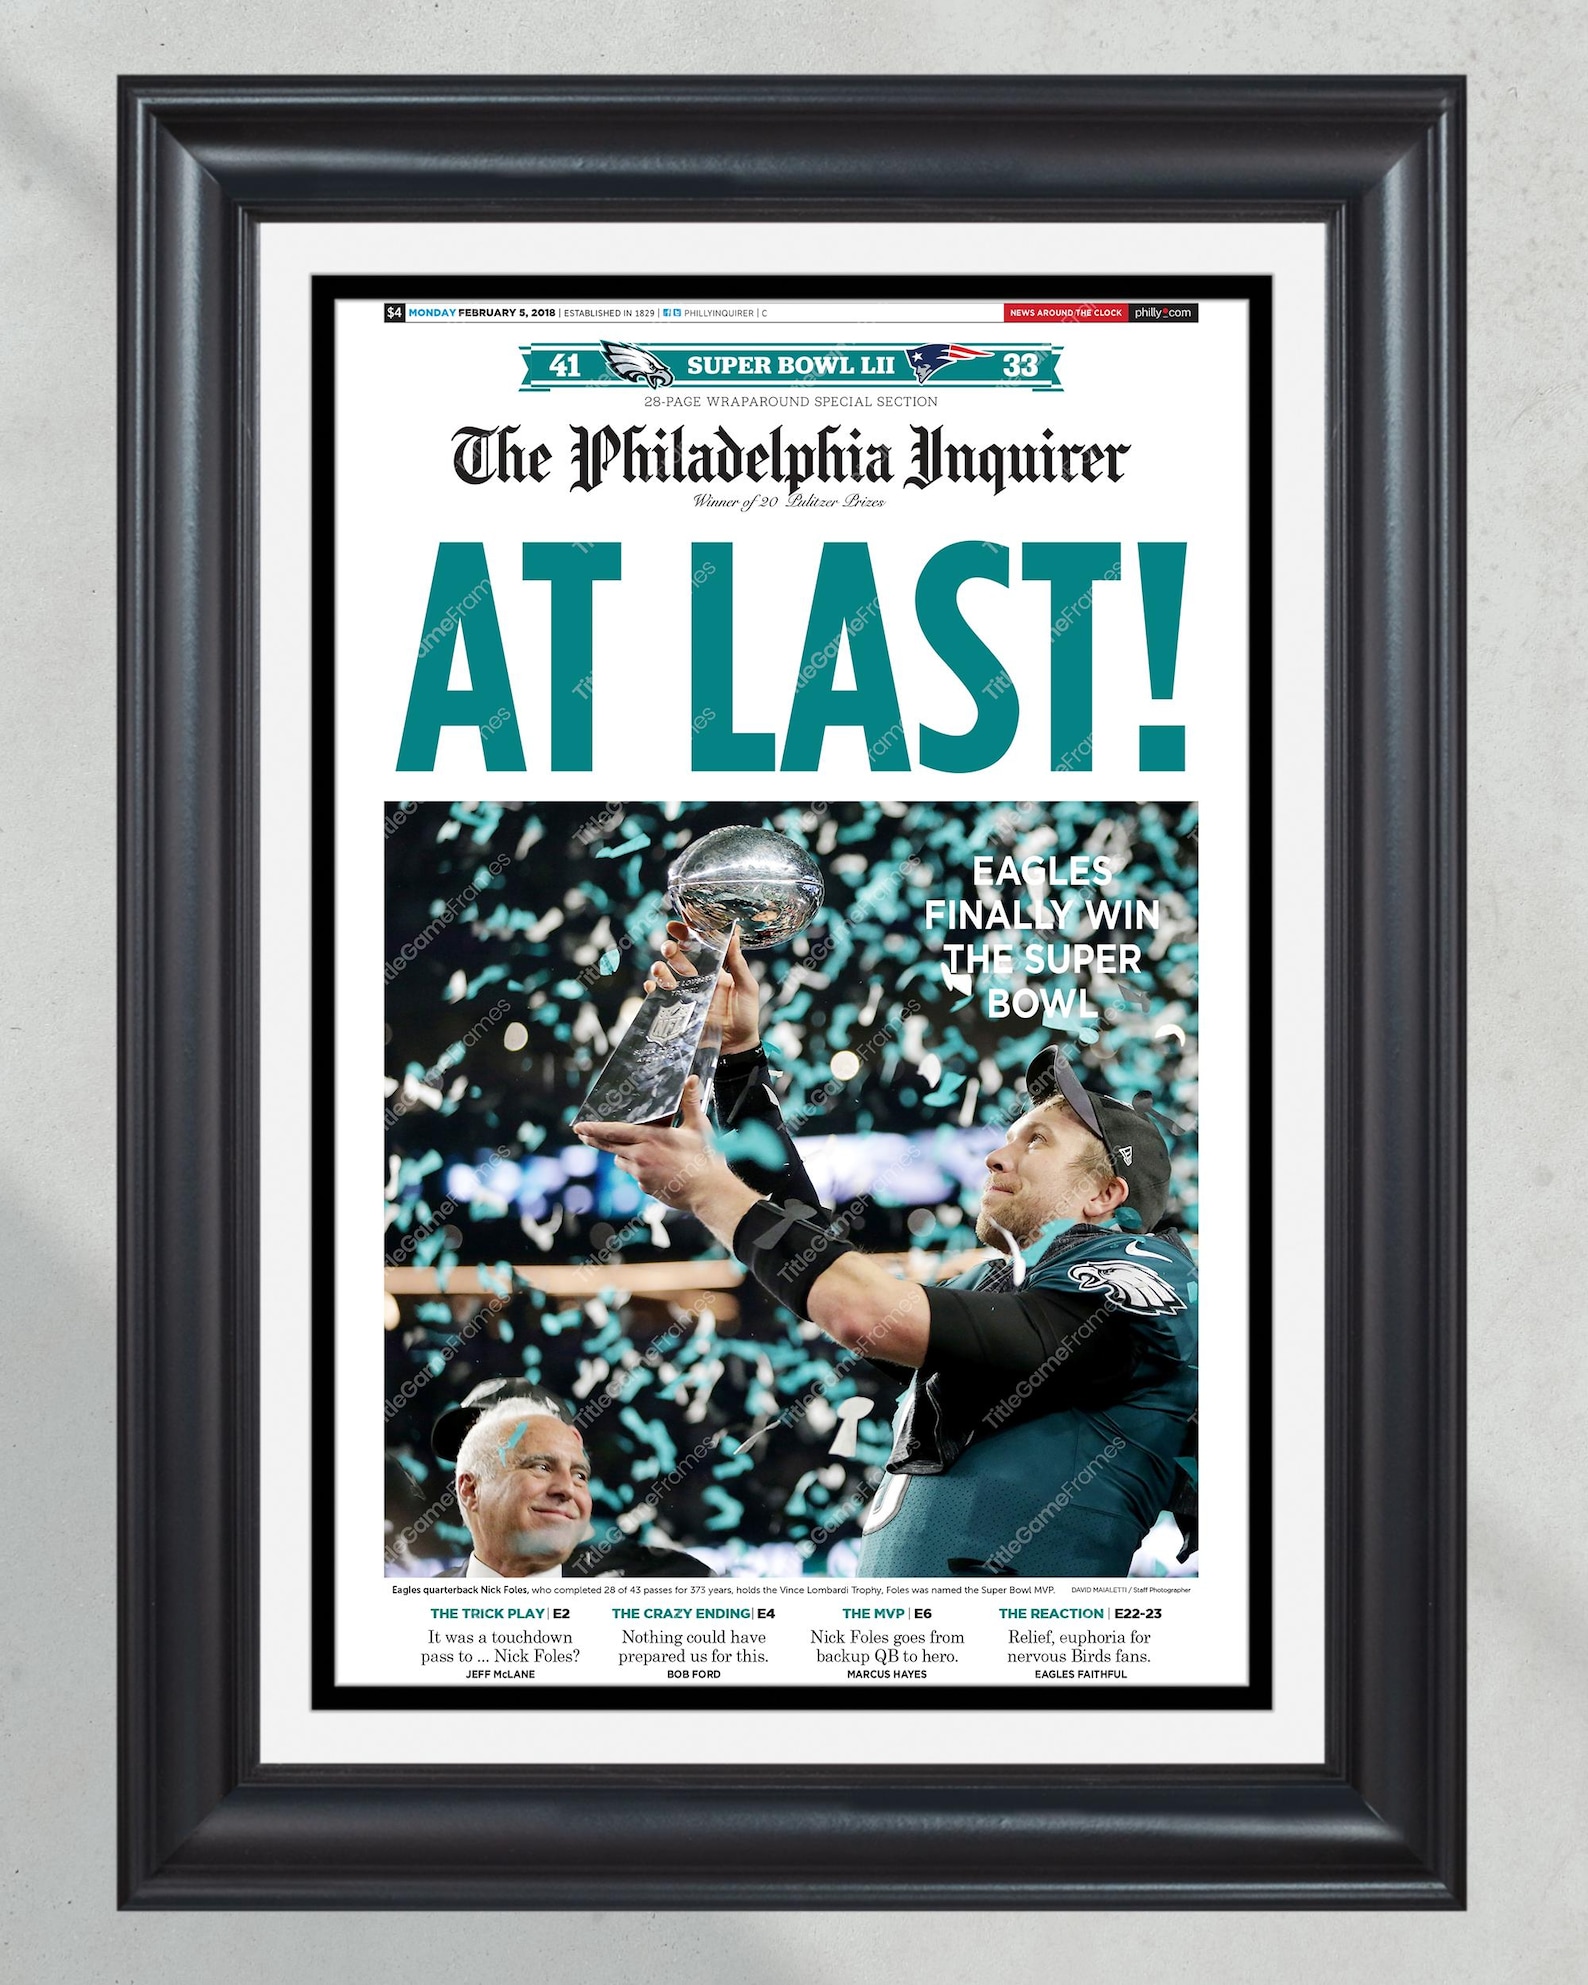 $4 MONDAY FEBRUARY 5, 2018 | ESTABLISHED IN 1829 | PHILLYINQUIRER | C NEWS AROUND THE CLOCK philly.com
41 SUPER BOWL LII 33
28-PAGE WRAPAROUND SPECIAL SECTION
The Philadelphia Inquirer
Winner of 20 Pulitzer Prizes
AT LAST!
EAGLES
FINALLY WIN
THE SUPER
BOWL
NFL
TitleGameFrames
Eagles quarterback Nick Foles, who completed 28 of 43 passes for 373 years, holds the Vince Lombardi Trophy, Foles was named the Super Bowl MVP. DAVID MAIALETTI / Staff Photographer
THE TRICK PLAY | E2
It was a touchdown
pass to ... Nick Foles?
JEFF McLANE
THE CRAZY ENDING | E4
Nothing could have
prepared us for this.
BOB FORD
THE MVP | E6
Nick Foles goes from
backup QB to hero.
MARCUS HAYES
THE REACTION | E22-23
Relief, euphoria for
nervous Birds fans.
EAGLES FAITHFUL